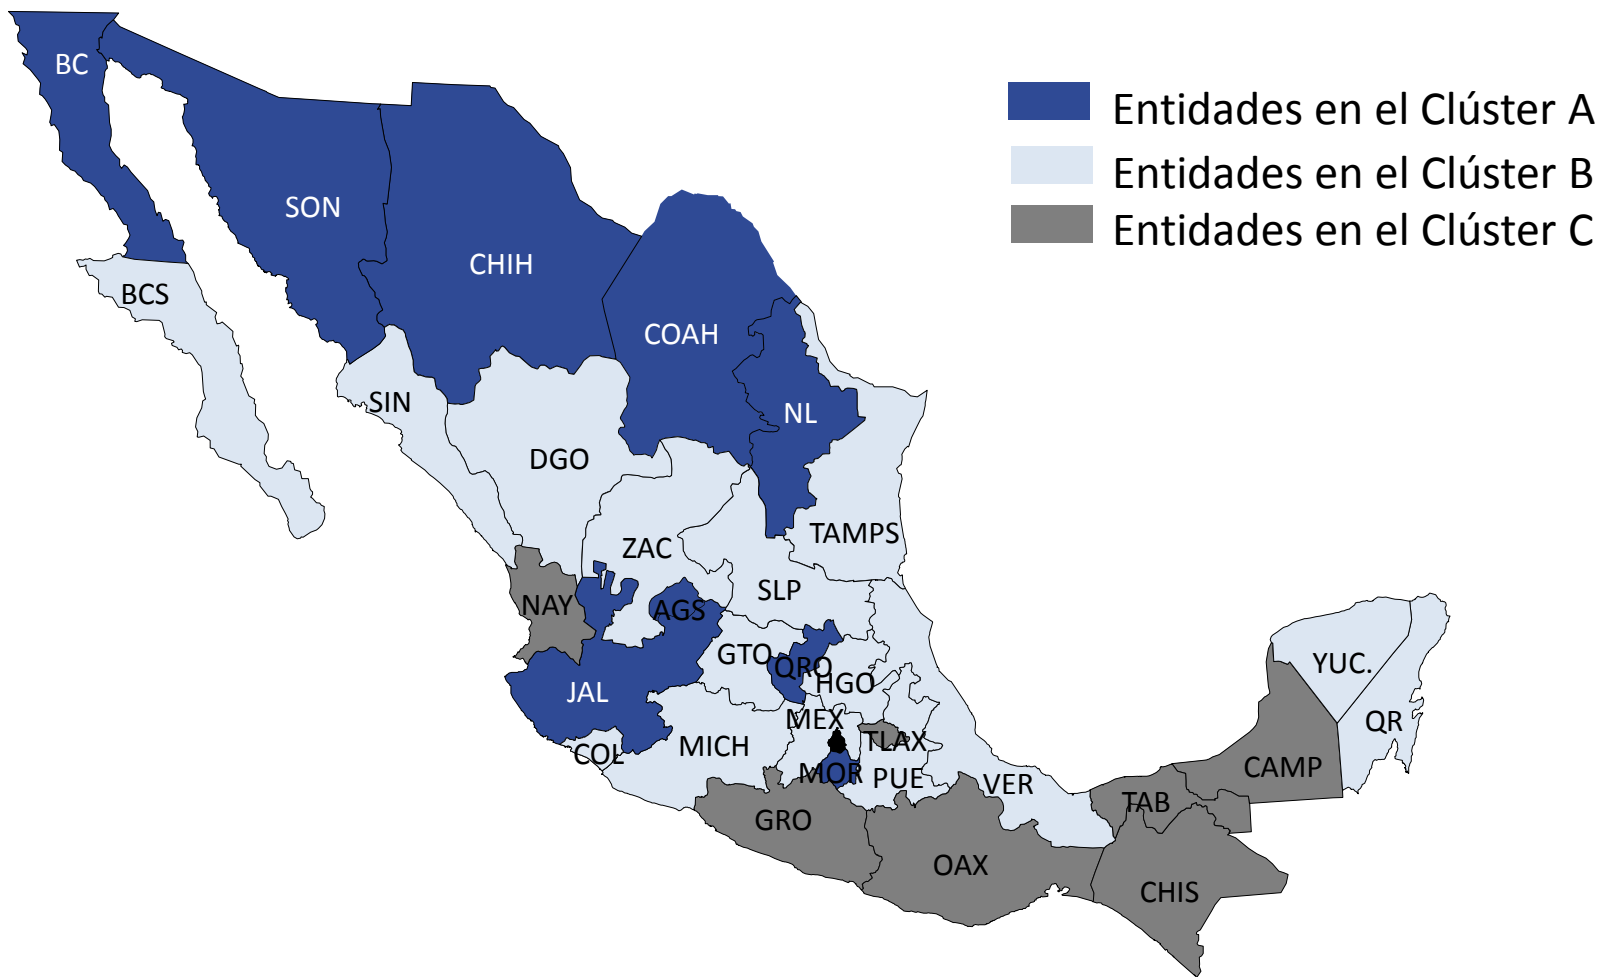 BC
Entidades en el Clúster A
Entidades en el Clúster B
SON
Entidades en el Clúster C
CHIH
BCS
COAH
SIN
NL
DGO
TAMPS
ZAC
SLP
NAY
AGS
GTO
QRO
YUC.
HGO
JAL
MEX
QR
COL
MICH
TLAX
MOR
PUE
VER
CAMP
TAB
GRO
OAX
CHIS